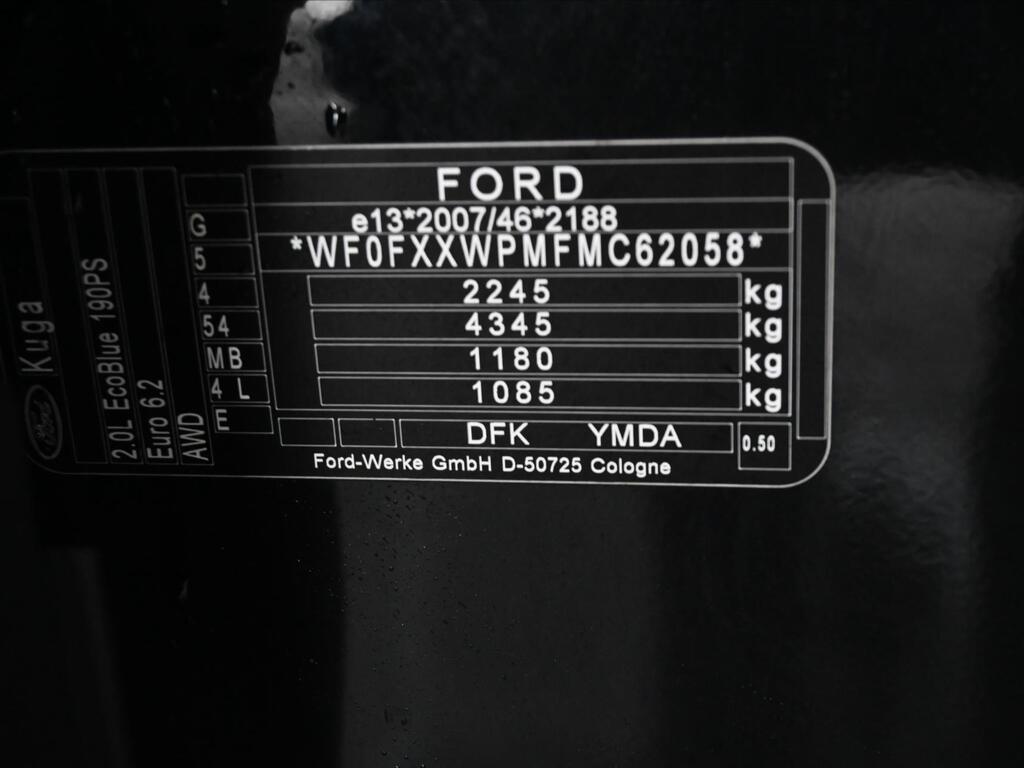 FORD
e13*2007/46*2188
*WF0FXXWPMFMC62058*
2245 kg
4345 kg
1180 kg
1085 kg
DFK YMDA
0.50
Ford-Werke GmbH D-50725 Cologne
G
5
4
54
MB
4 L
E
AWD
Euro 6.2
2.0L EcoBlue 190PS
Kuga
Ford